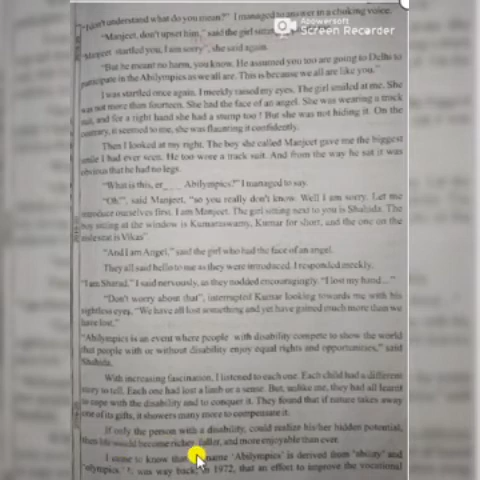 "I don't understand what do you mean?" I managed to answer in a choking voice.
"Manjeet, don't upset him," said the girl
Apowersoft
Screen Recorder
"Manjeet startled you, I am sorry", she said again.
"But he meant no harm, you know. He assumed you too are going to Delhi to
participate in the Abilympics as we all are. This is because we all are like you."
I was startled once again. I meekly raised my eyes. The girl smiled at me. She
was not more than fourteen. She had the face of an angel. She was wearing a track
suit, and for a right hand she had a stump too ! But she was not hiding it. On the
contrary, it seemed to me, she was flaunting it confidently.
Then I looked at my right. The boy she called Manjeet gave me the biggest
smile I had ever seen. He too wore a track suit. And from the way he sat it was
obvious that he had no legs.
"What is this, er_ _ _ Abilympics?" I managed to say.
"Oh!", said Manjeet, "so you really don't know. Well I am sorry. Let me
introduce ourselves first. I am Manjeet. The girl sitting next to you is Shahida. The
boy sitting at the window is Kumaraswamy, Kumar for short, and the one on the
sideseat is Vikas".
"And I am Angel," said the girl who had the face of an angel.
They all said hello to me as they were introduced. I responded meekly.
"I am Sharad," I said nervously, as they nodded encouragingly. "I lost my hand..."
"Don't worry about that", interrupted Kumar looking towards me with his
sightless eyes, "We have all lost something and yet have gained much more than we
have lost."
"Abilympics is an event where people with disability compete to show the world
that people with or without disability enjoy equal rights and opportunities," said
Shahida.
With increasing fascination, I listened to each one. Each child had a different
story to tell. Each one had lost a limb or a sense. But, unlike me, they had all learnt
to cope with the disability and to conquer it. They found that if nature takes away
one of its gifts, it showers many more to compensate it.
If only the person with a disability, could realize his/her hidden potential,
then life would become richer, fuller, and more enjoyable than ever.
I came to know that name 'Abilympics' is derived from 'ability' and
'olympics'. It was way back in 1972, that an effort to improve the vocational